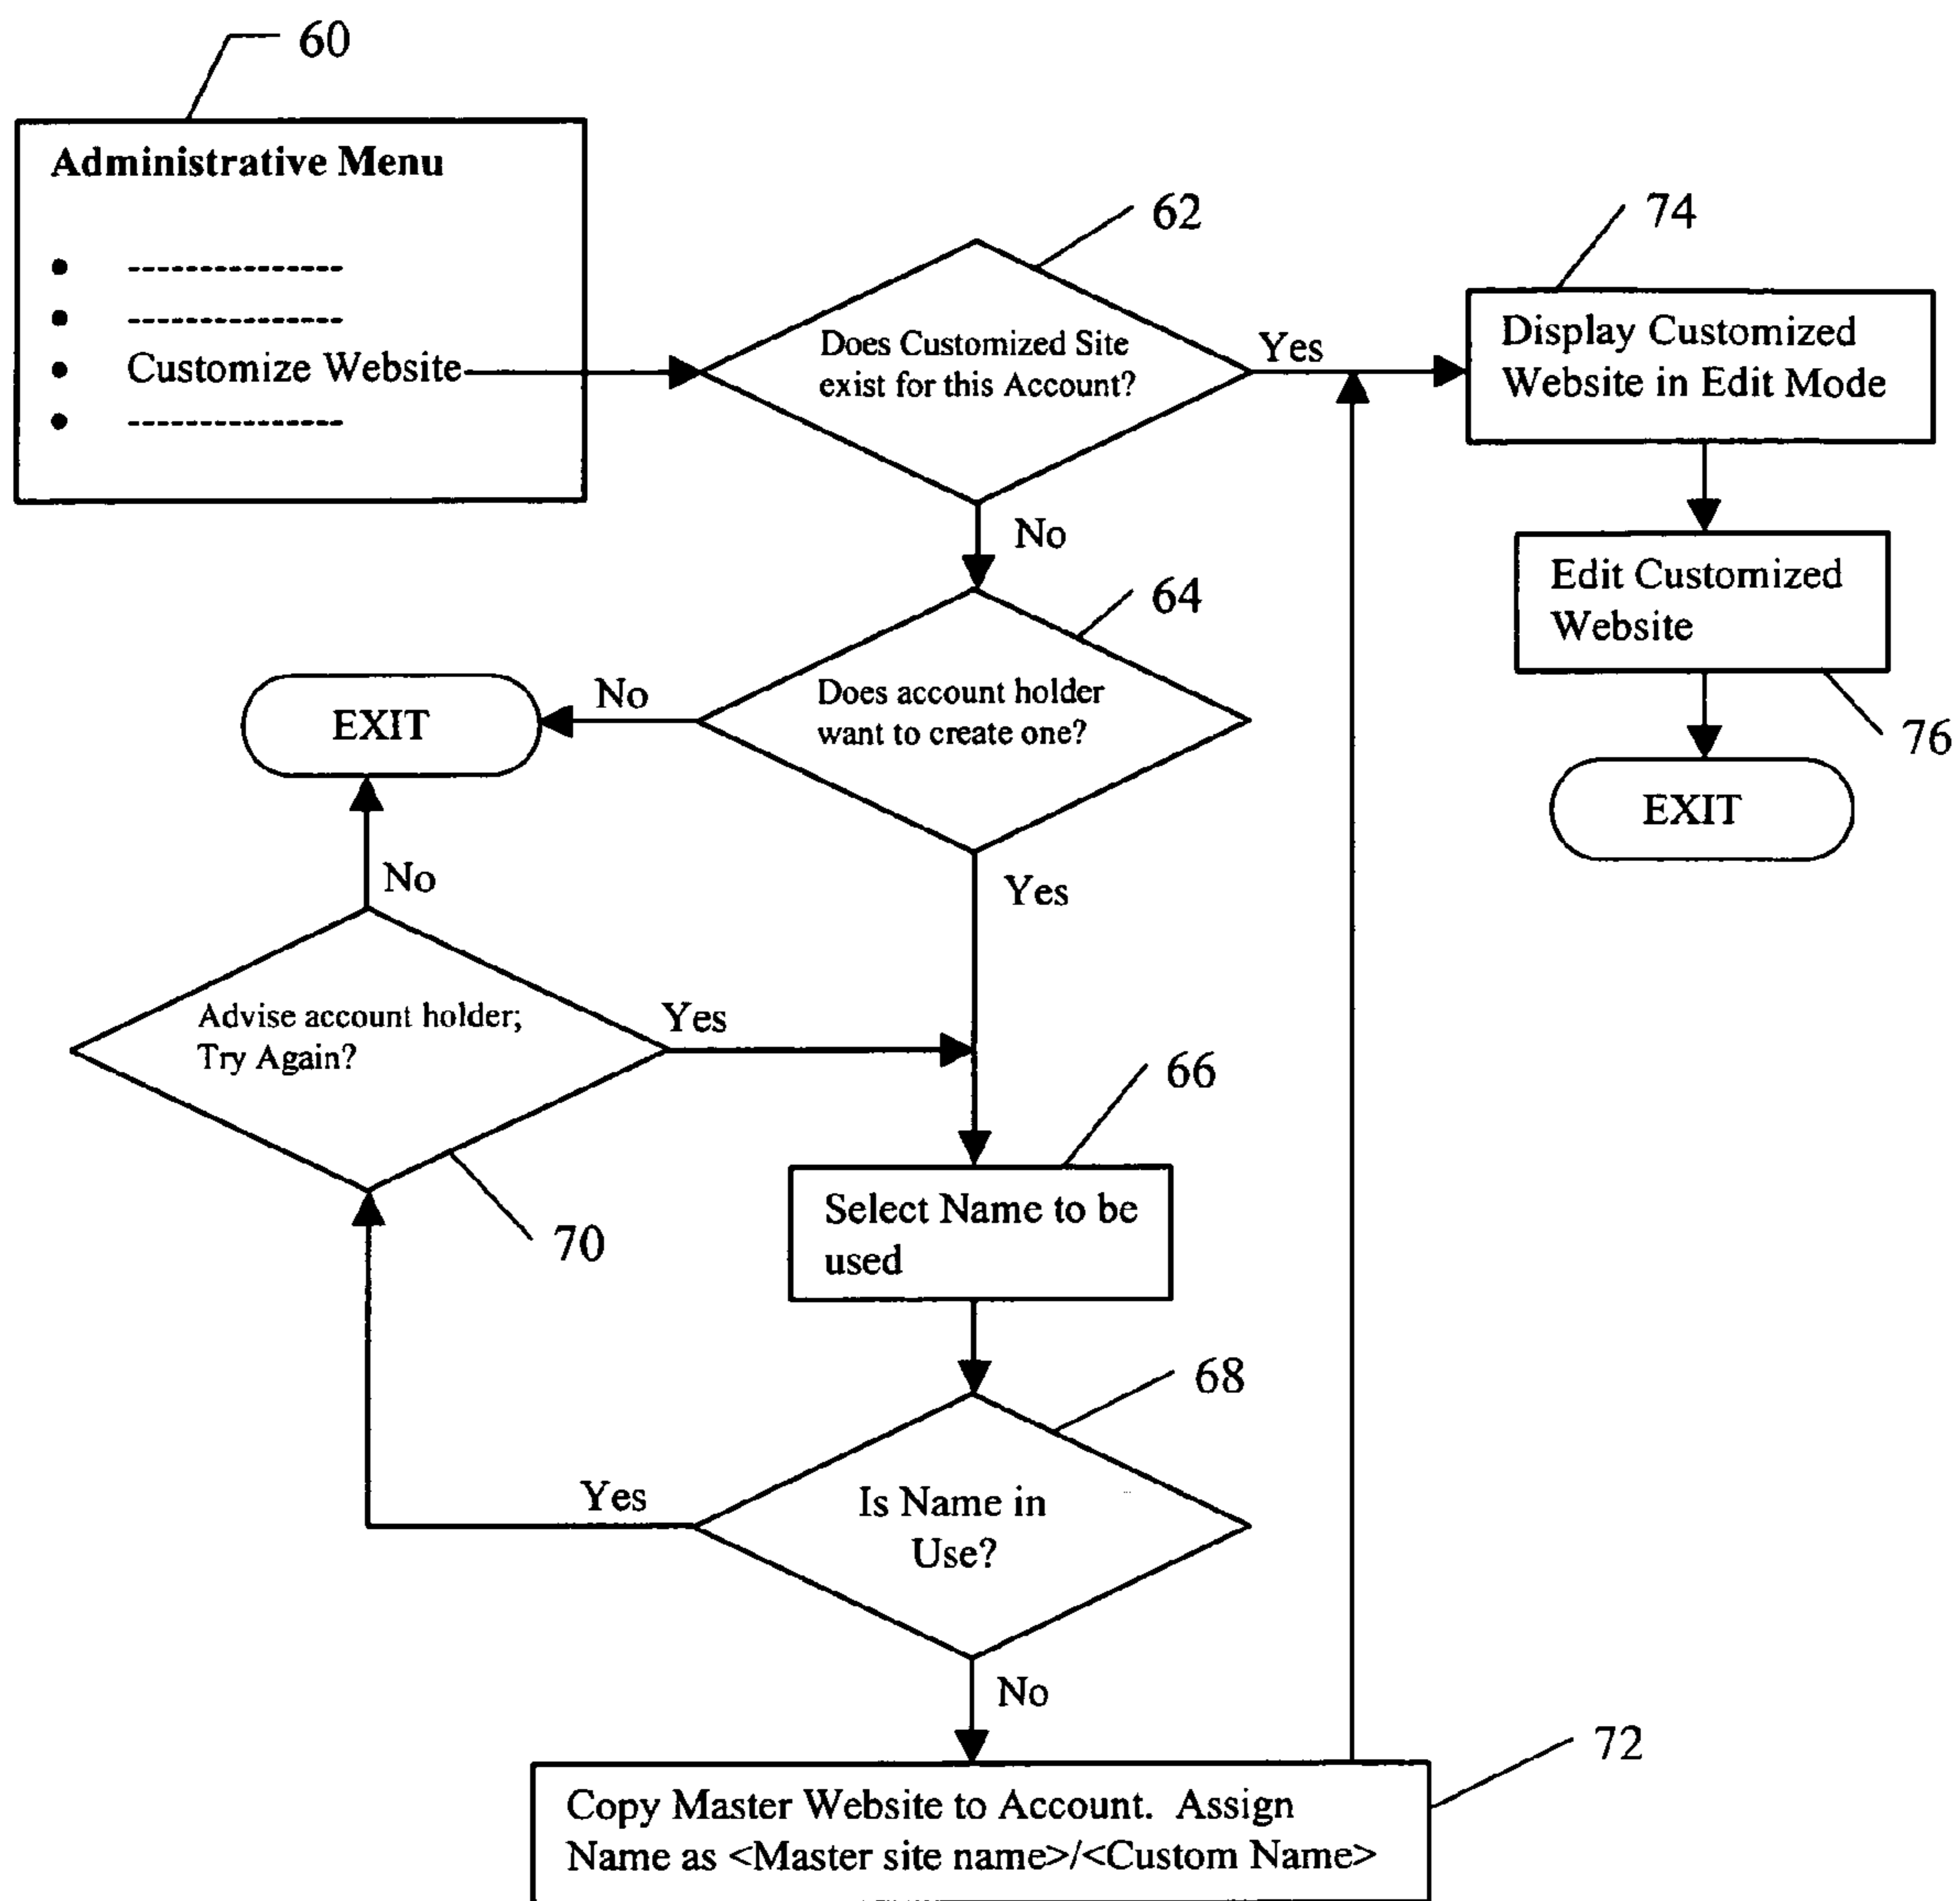 60
Administrative Menu
• ---------------
• ---------------
• Customize Website
• ---------------
62
Does Customized Site
exist for this Account?
Yes
74
Display Customized
Website in Edit Mode
No
Edit Customized
Website
76
EXIT
64
Does account holder
want to create one?
No
EXIT
Yes
No
Advise account holder;
Try Again?
Yes
70
66
Select Name to be
used
68
Is Name in
Use?
Yes
No
72
Copy Master Website to Account. Assign
Name as <Master site name>/<Custom Name>